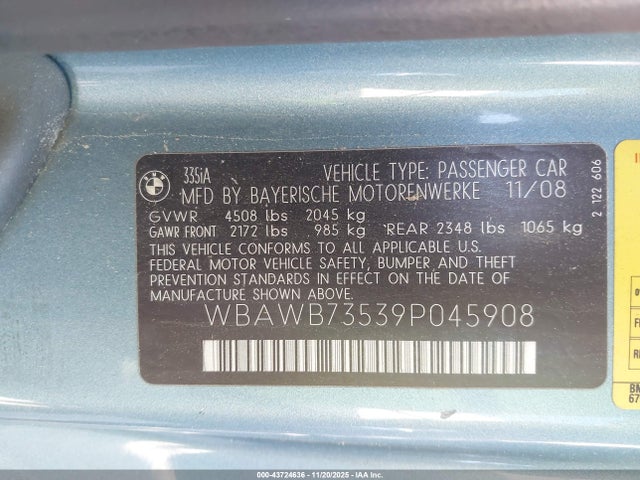 BMW
335iA
VEHICLE TYPE: PASSENGER CAR
MFD BY BAYERISCHE MOTORENWERKE 11/08
GVWR 4508 lbs 2045 kg
GAWR FRONT 2172 lbs 985 kg REAR 2348 lbs 1065 kg
THIS VEHICLE CONFORMS TO ALL APPLICABLE U.S.
FEDERAL MOTOR VEHICLE SAFETY, BUMPER AND THEFT
PREVENTION STANDARDS IN EFFECT ON THE DATE OF
MANUFACTURE SHOWN ABOVE.
WBAWB73539P045908
2 122 606
000-43724636 - 11/20/2025 - IAAI.COM